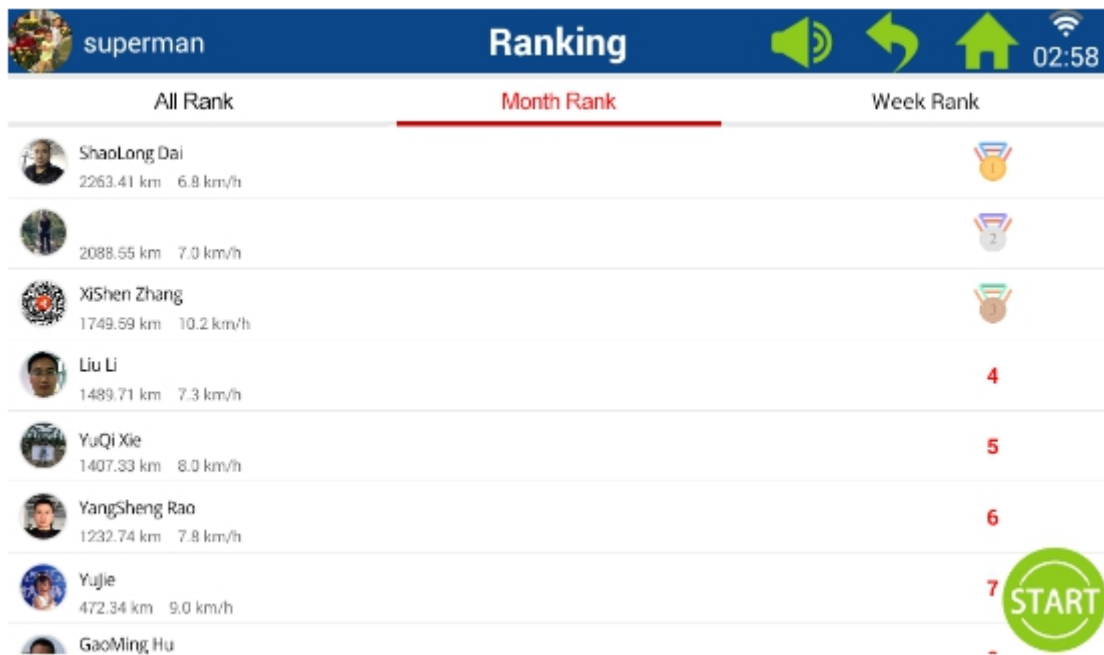 superman
Ranking
02:58
All Rank
Month Rank
Week Rank
ShaoLong Dai
2263.41 km 6.8 km/h
1
2088.55 km 7.0 km/h
2
XiShen Zhang
1749.59 km 10.2 km/h
3
Liu Li
1489.71 km 7.3 km/h
4
YuQi Xie
1407.33 km 8.0 km/h
5
YangSheng Rao
1232.74 km 7.8 km/h
6
YuJie
472.34 km 9.0 km/h
7
START
GaoMing Hu